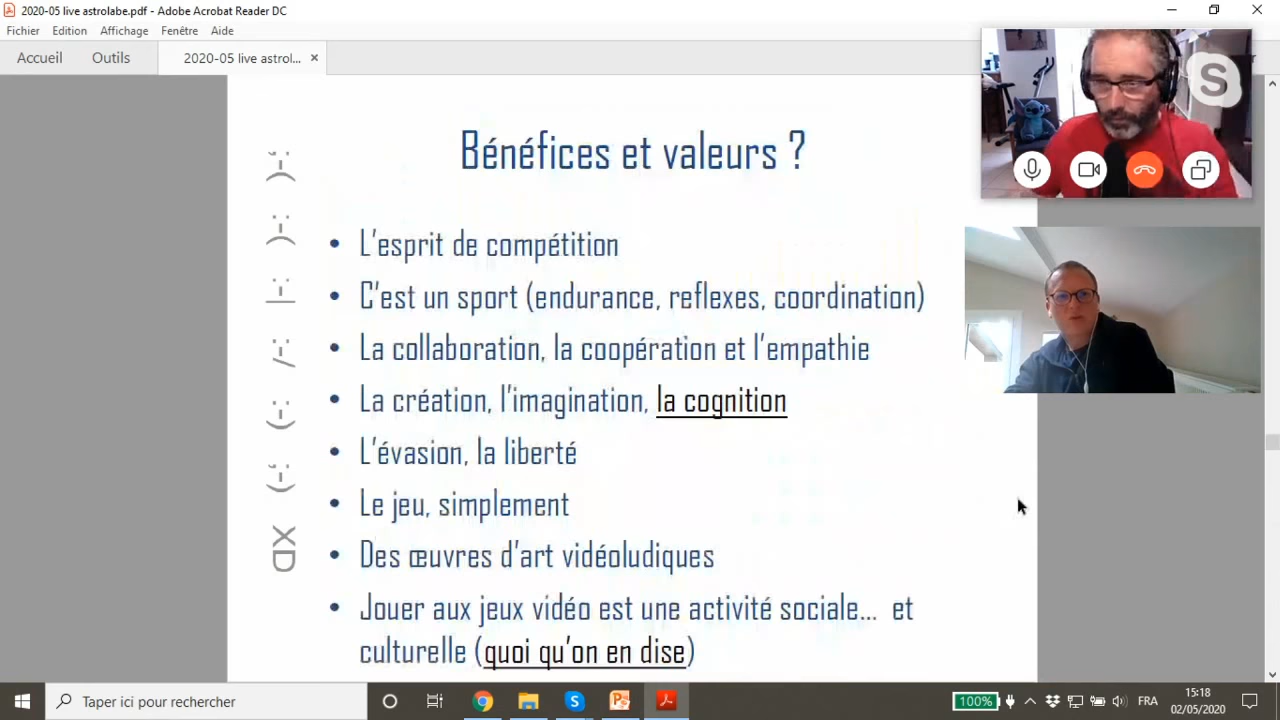 2020-05 live astrolabe.pdf - Adobe Acrobat Reader DC
Fichier Edition Affichage Fenêtre Aide
Accueil Outils 2020-05 live astrol... ×
S
Bénéfices et valeurs ?
• L'esprit de compétition
• C'est un sport (endurance, reflexes, coordination)
• La collaboration, la coopération et l'empathie
• La création, l'imagination, la cognition
• L'évasion, la liberté
• Le jeu, simplement
• Des œuvres d'art vidéoludiques
• Jouer aux jeux vidéo est une activité sociale... et
culturelle (quoi qu'on en dise)
XD
Taper ici pour rechercher
S
100%
FRA
15:18
02/05/2020